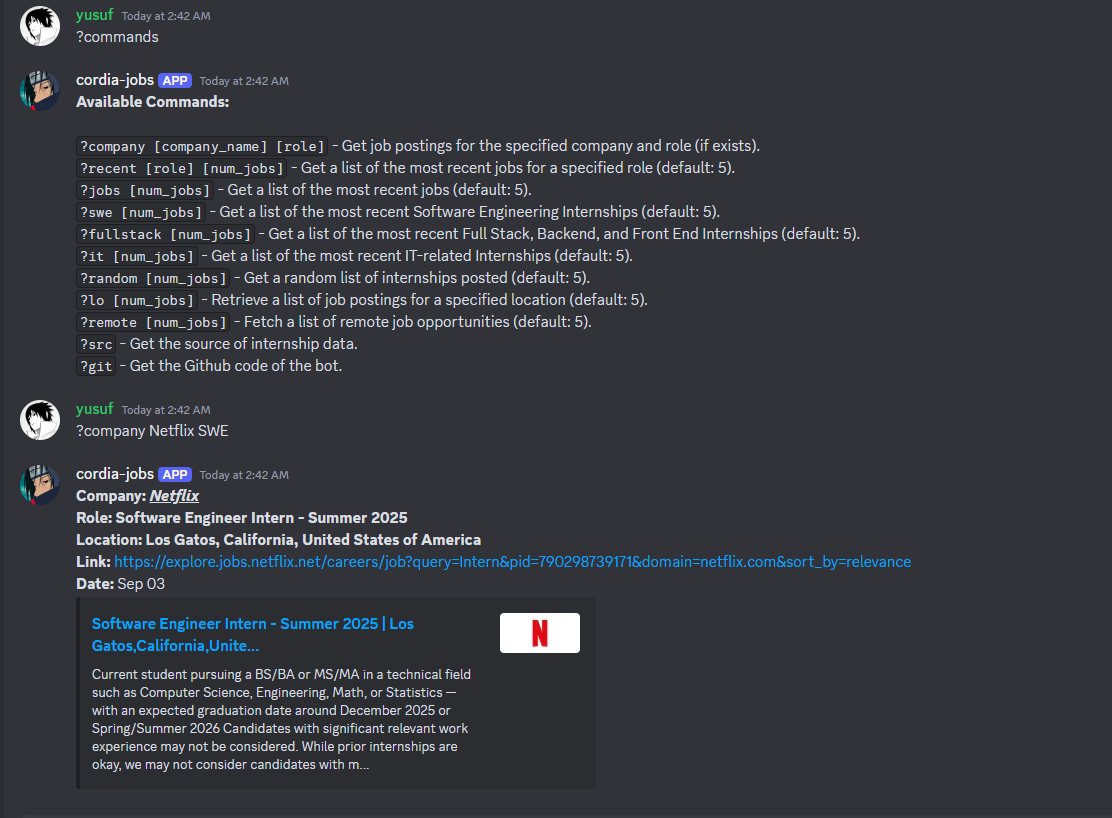 yusuf Today at 2:42 AM
?commands
cordia-jobs APP Today at 2:42 AM
Available Commands:
?company [company_name] [role] - Get job postings for the specified company and role (if exists).
?recent [role] [num_jobs] - Get a list of the most recent jobs for a specified role (default: 5).
?jobs [num_jobs] - Get a list of the most recent jobs (default: 5).
?swe [num_jobs] - Get a list of the most recent Software Engineering Internships (default: 5).
?fullstack [num_jobs] - Get a list of the most recent Full Stack, Backend, and Front End Internships (default: 5).
?it [num_jobs] - Get a list of the most recent IT-related Internships (default: 5).
?random [num_jobs] - Get a random list of internships posted (default: 5).
?lo [num_jobs] - Retrieve a list of job postings for a specified location (default: 5).
?remote [num_jobs] - Fetch a list of remote job opportunities (default: 5).
?src - Get the source of internship data.
?git - Get the Github code of the bot.
yusuf Today at 2:42 AM
?company Netflix SWE
cordia-jobs APP Today at 2:42 AM
Company: Netflix
Role: Software Engineer Intern - Summer 2025
Location: Los Gatos, California, United States of America
Link: https://explore.jobs.netflix.net/careers/job?query=Intern&pid=790298739171&domain=netflix.com&sort_by=relevance
Date: Sep 03
Software Engineer Intern - Summer 2025 | Los
Gatos,California,Unite...
N
Current student pursuing a BS/BA or MS/MA in a technical field
such as Computer Science, Engineering, Math, or Statistics —
with an expected graduation date around December 2025 or
Spring/Summer 2026 Candidates with significant relevant work
experience may not be considered. While prior internships are
okay, we may not consider candidates with m...